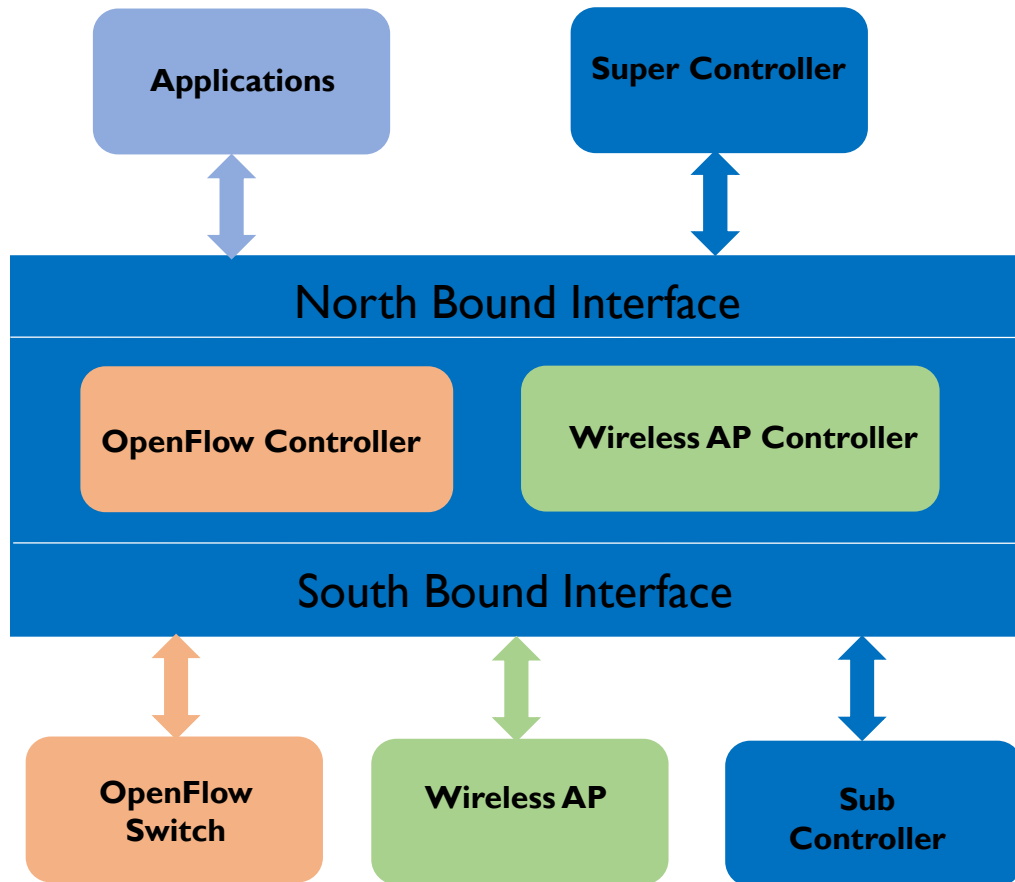 Applications
Super Controller
North Bound Interface
OpenFlow Controller
Wireless AP Controller
South Bound Interface
OpenFlow
Switch
Wireless AP
Sub
Controller